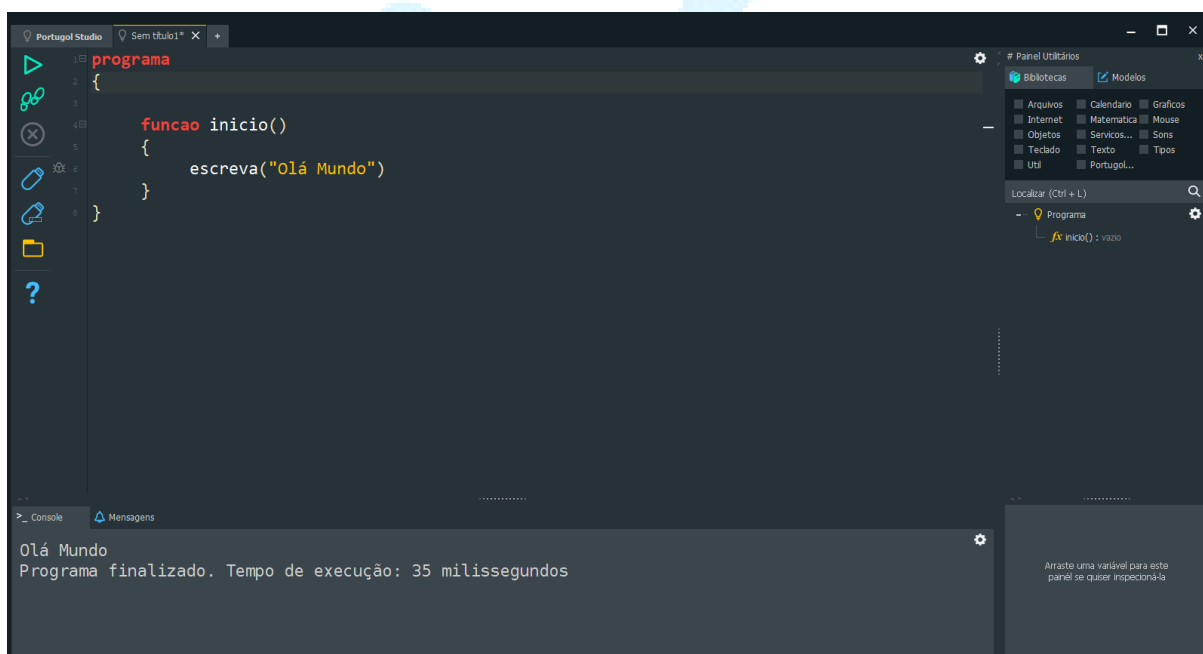 Portugol Studio
Sem título1*
+
1 programa
2 {
3
4 funcao inicio()
5 {
6 escreva("Olá Mundo")
7 }
8 }
?
# Painel Utilitários x
Bibliotecas
Modelos
Arquivos Calendario Graficos
Internet Matematica Mouse
Objetos Servicos... Sons
Teclado Texto Tipos
Util Portugol...
Localizar (Ctrl + L)
Programa
fx inicio() : vazio
>_ Console
Mensagens
Olá Mundo
Programa finalizado. Tempo de execução: 35 milissegundos
Arraste uma variável para este
painél se quiser inspecioná-la